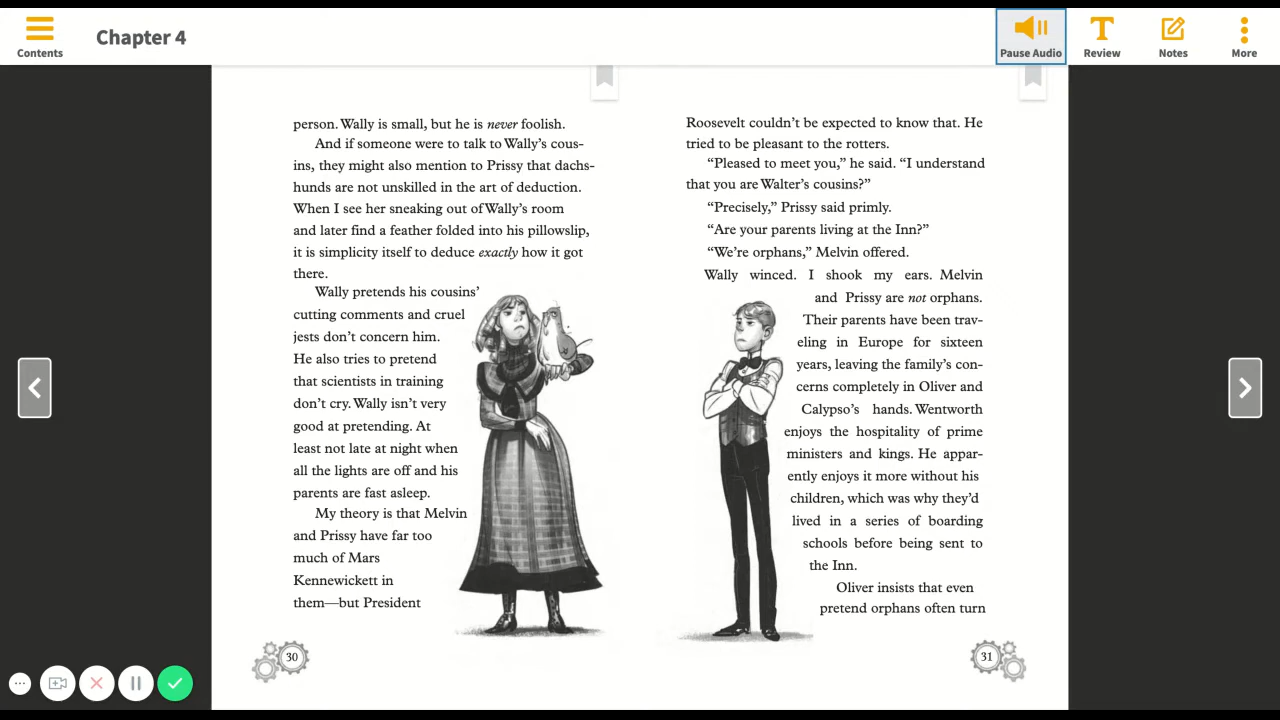 Contents
Chapter 4
Pause Audio
Review
Notes
More
person. Wally is small, but he is never foolish.
And if someone were to talk to Wally’s cous-
ins, they might also mention to Prissy that dachs-
hunds are not unskilled in the art of deduction.
When I see her sneaking out of Wally’s room
and later find a feather folded into his pillowslip,
it is simplicity itself to deduce exactly how it got
there.
Wally pretends his cousins’
cutting comments and cruel
jests don’t concern him.
He also tries to pretend
that scientists in training
don’t cry. Wally isn’t very
good at pretending. At
least not late at night when
all the lights are off and his
parents are fast asleep.
My theory is that Melvin
and Prissy have far too
much of Mars
Kennewickett in
them—but President
30
Roosevelt couldn’t be expected to know that. He
tried to be pleasant to the rotters.
“Pleased to meet you,” he said. “I understand
that you are Walter’s cousins?”
“Precisely,” Prissy said primly.
“Are your parents living at the Inn?”
“We’re orphans,” Melvin offered.
Wally winced. I shook my ears. Melvin
and Prissy are not orphans.
Their parents have been trav-
eling in Europe for sixteen
years, leaving the family’s con-
cerns completely in Oliver and
Calypso’s hands. Wentworth
enjoys the hospitality of prime
ministers and kings. He appar-
ently enjoys it more without his
children, which was why they’d
lived in a series of boarding
schools before being sent to
the Inn.
Oliver insists that even
pretend orphans often turn
31